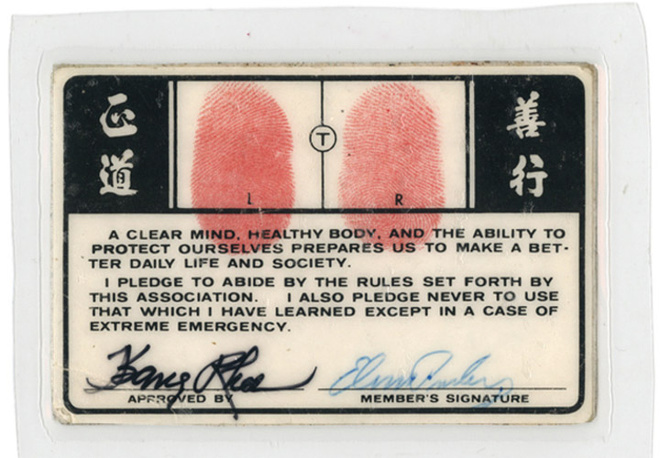 正道
善行
T
L
R
A CLEAR MIND, HEALTHY BODY, AND THE ABILITY TO
PROTECT OURSELVES PREPARES US TO MAKE A BET-
TER DAILY LIFE AND SOCIETY.
I PLEDGE TO ABIDE BY THE RULES SET FORTH BY
THIS ASSOCIATION. I ALSO PLEDGE NEVER TO USE
THAT WHICH I HAVE LEARNED EXCEPT IN A CASE OF
EXTREME EMERGENCY.
Kang Rhee
APPROVED BY
MEMBER'S SIGNATURE